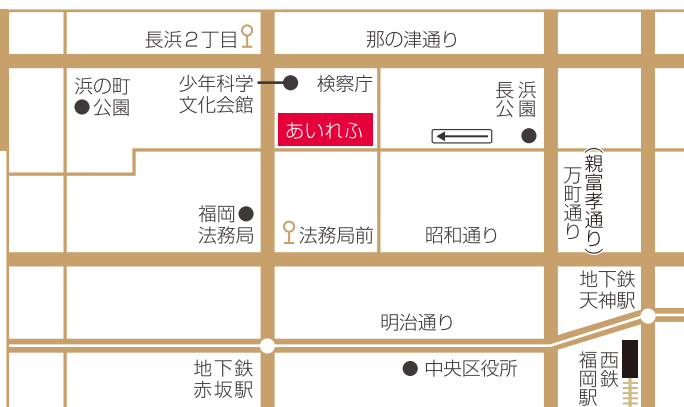 長浜２丁目
那の津通り
浜の町
公園
少年科学
文化会館
検察庁
長浜
公園
あいれふ
万町通り
（親富孝通り）
福岡
法務局
法務局前
昭和通り
地下鉄
天神駅
明治通り
地下鉄
赤坂駅
中央区役所
西鉄
福岡駅